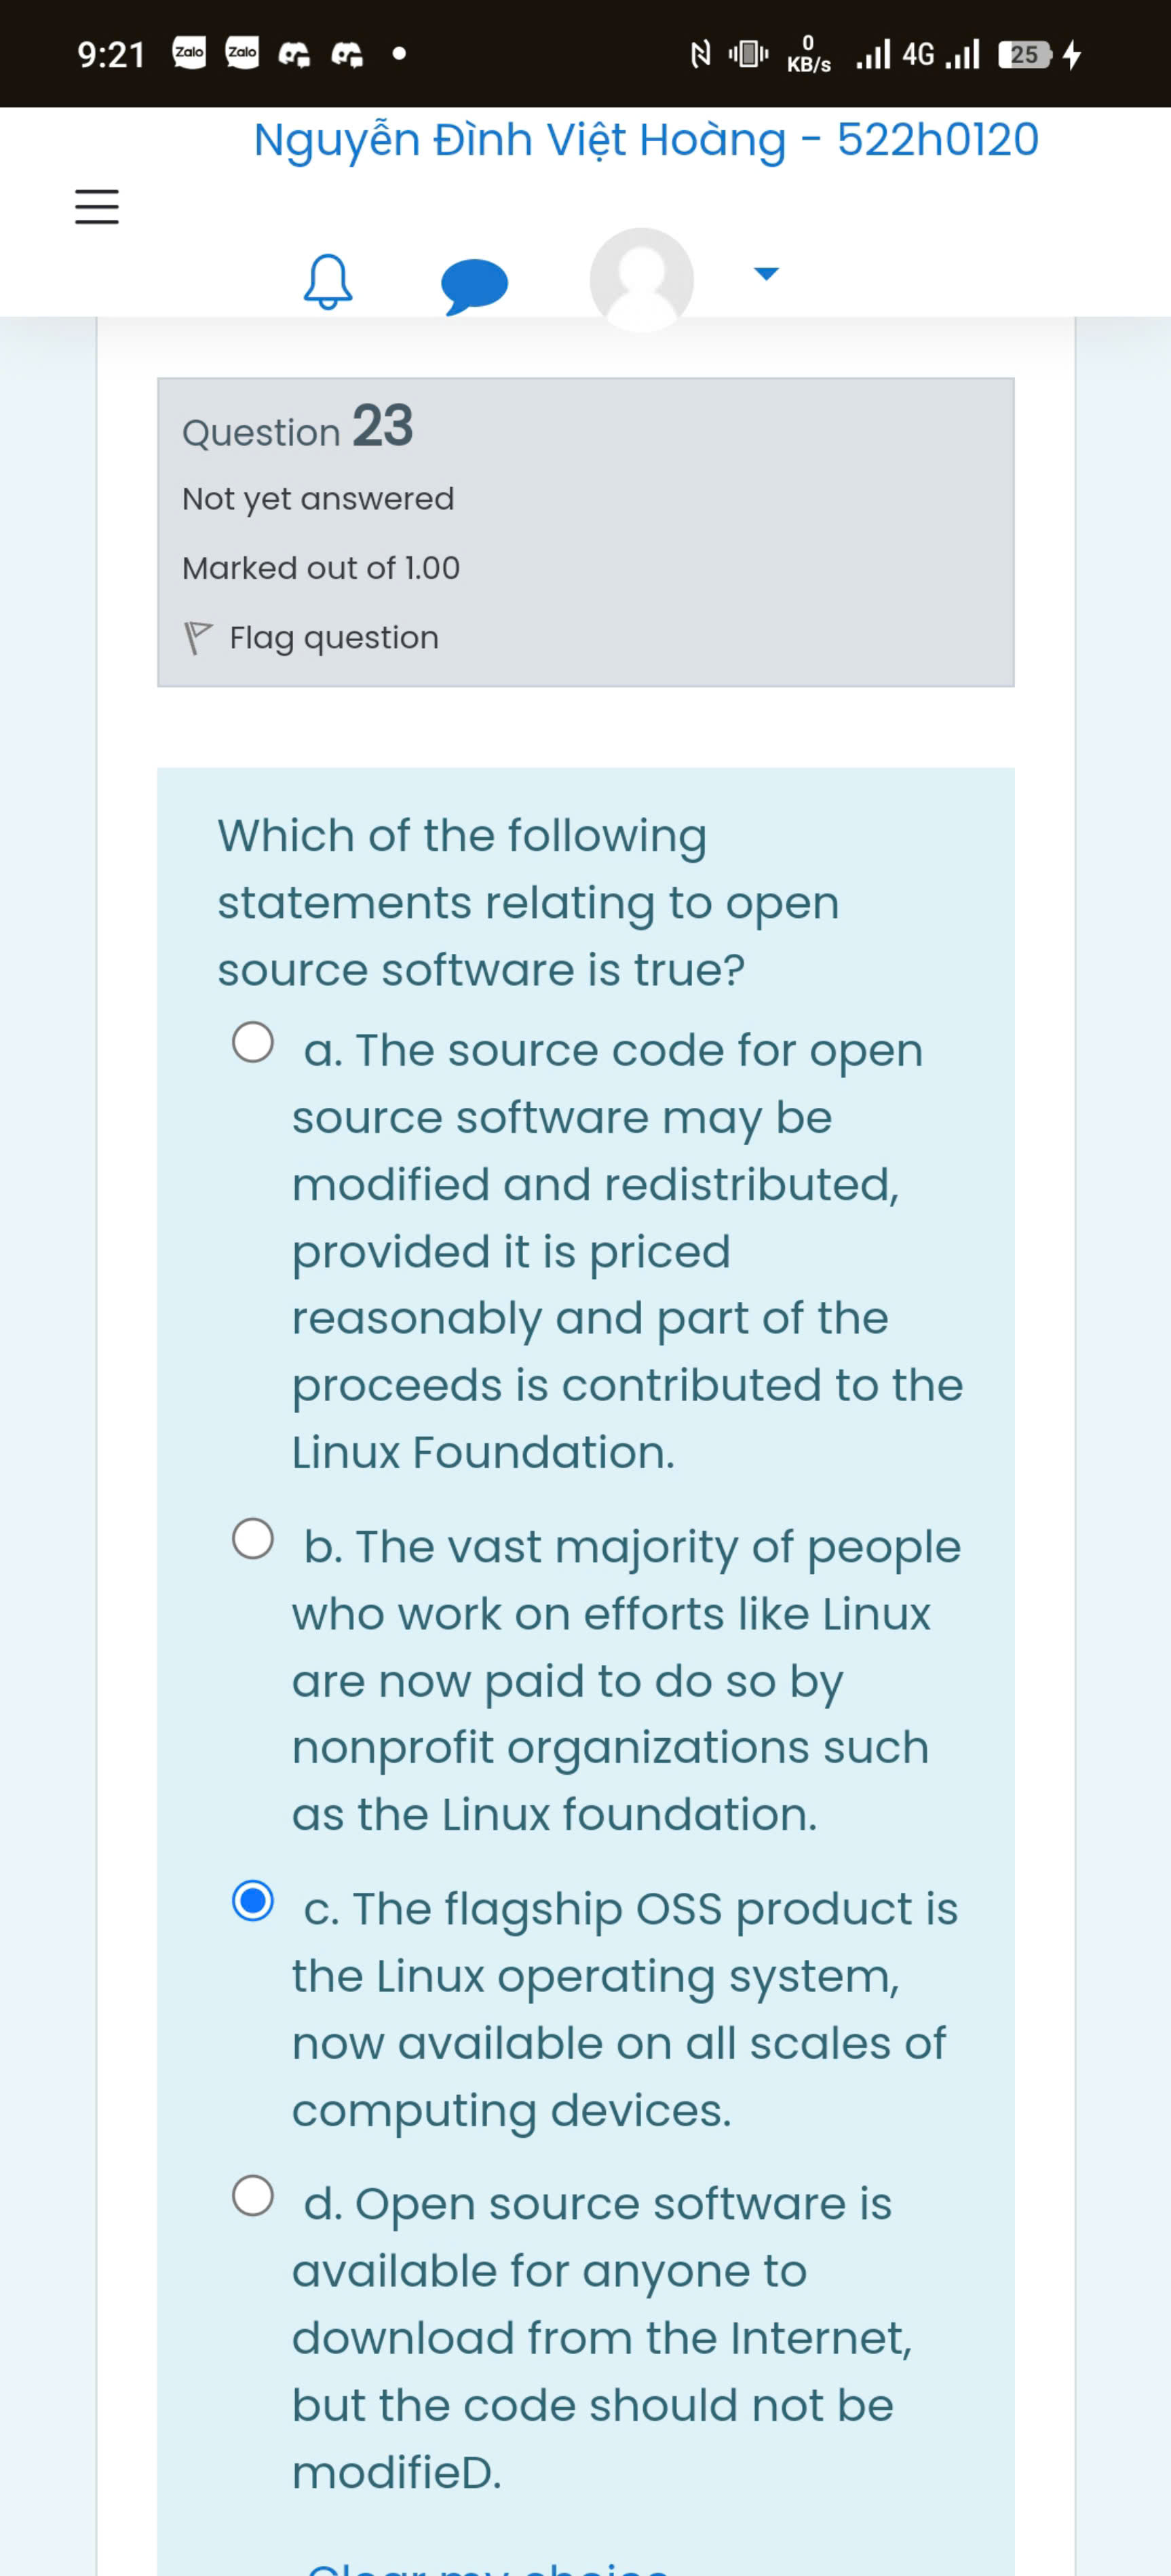 9:21 Zalo Zalo 0 KB/s 4G 25
Nguyễn Đình Việt Hoàng - 522h0120
Question 23
Not yet answered
Marked out of 1.00
Flag question
Which of the following
statements relating to open
source software is true?
a. The source code for open
source software may be
modified and redistributed,
provided it is priced
reasonably and part of the
proceeds is contributed to the
Linux Foundation.
b. The vast majority of people
who work on efforts like Linux
are now paid to do so by
nonprofit organizations such
as the Linux foundation.
c. The flagship OSS product is
the Linux operating system,
now available on all scales of
computing devices.
d. Open source software is
available for anyone to
download from the Internet,
but the code should not be
modifieD.
Clear my choice